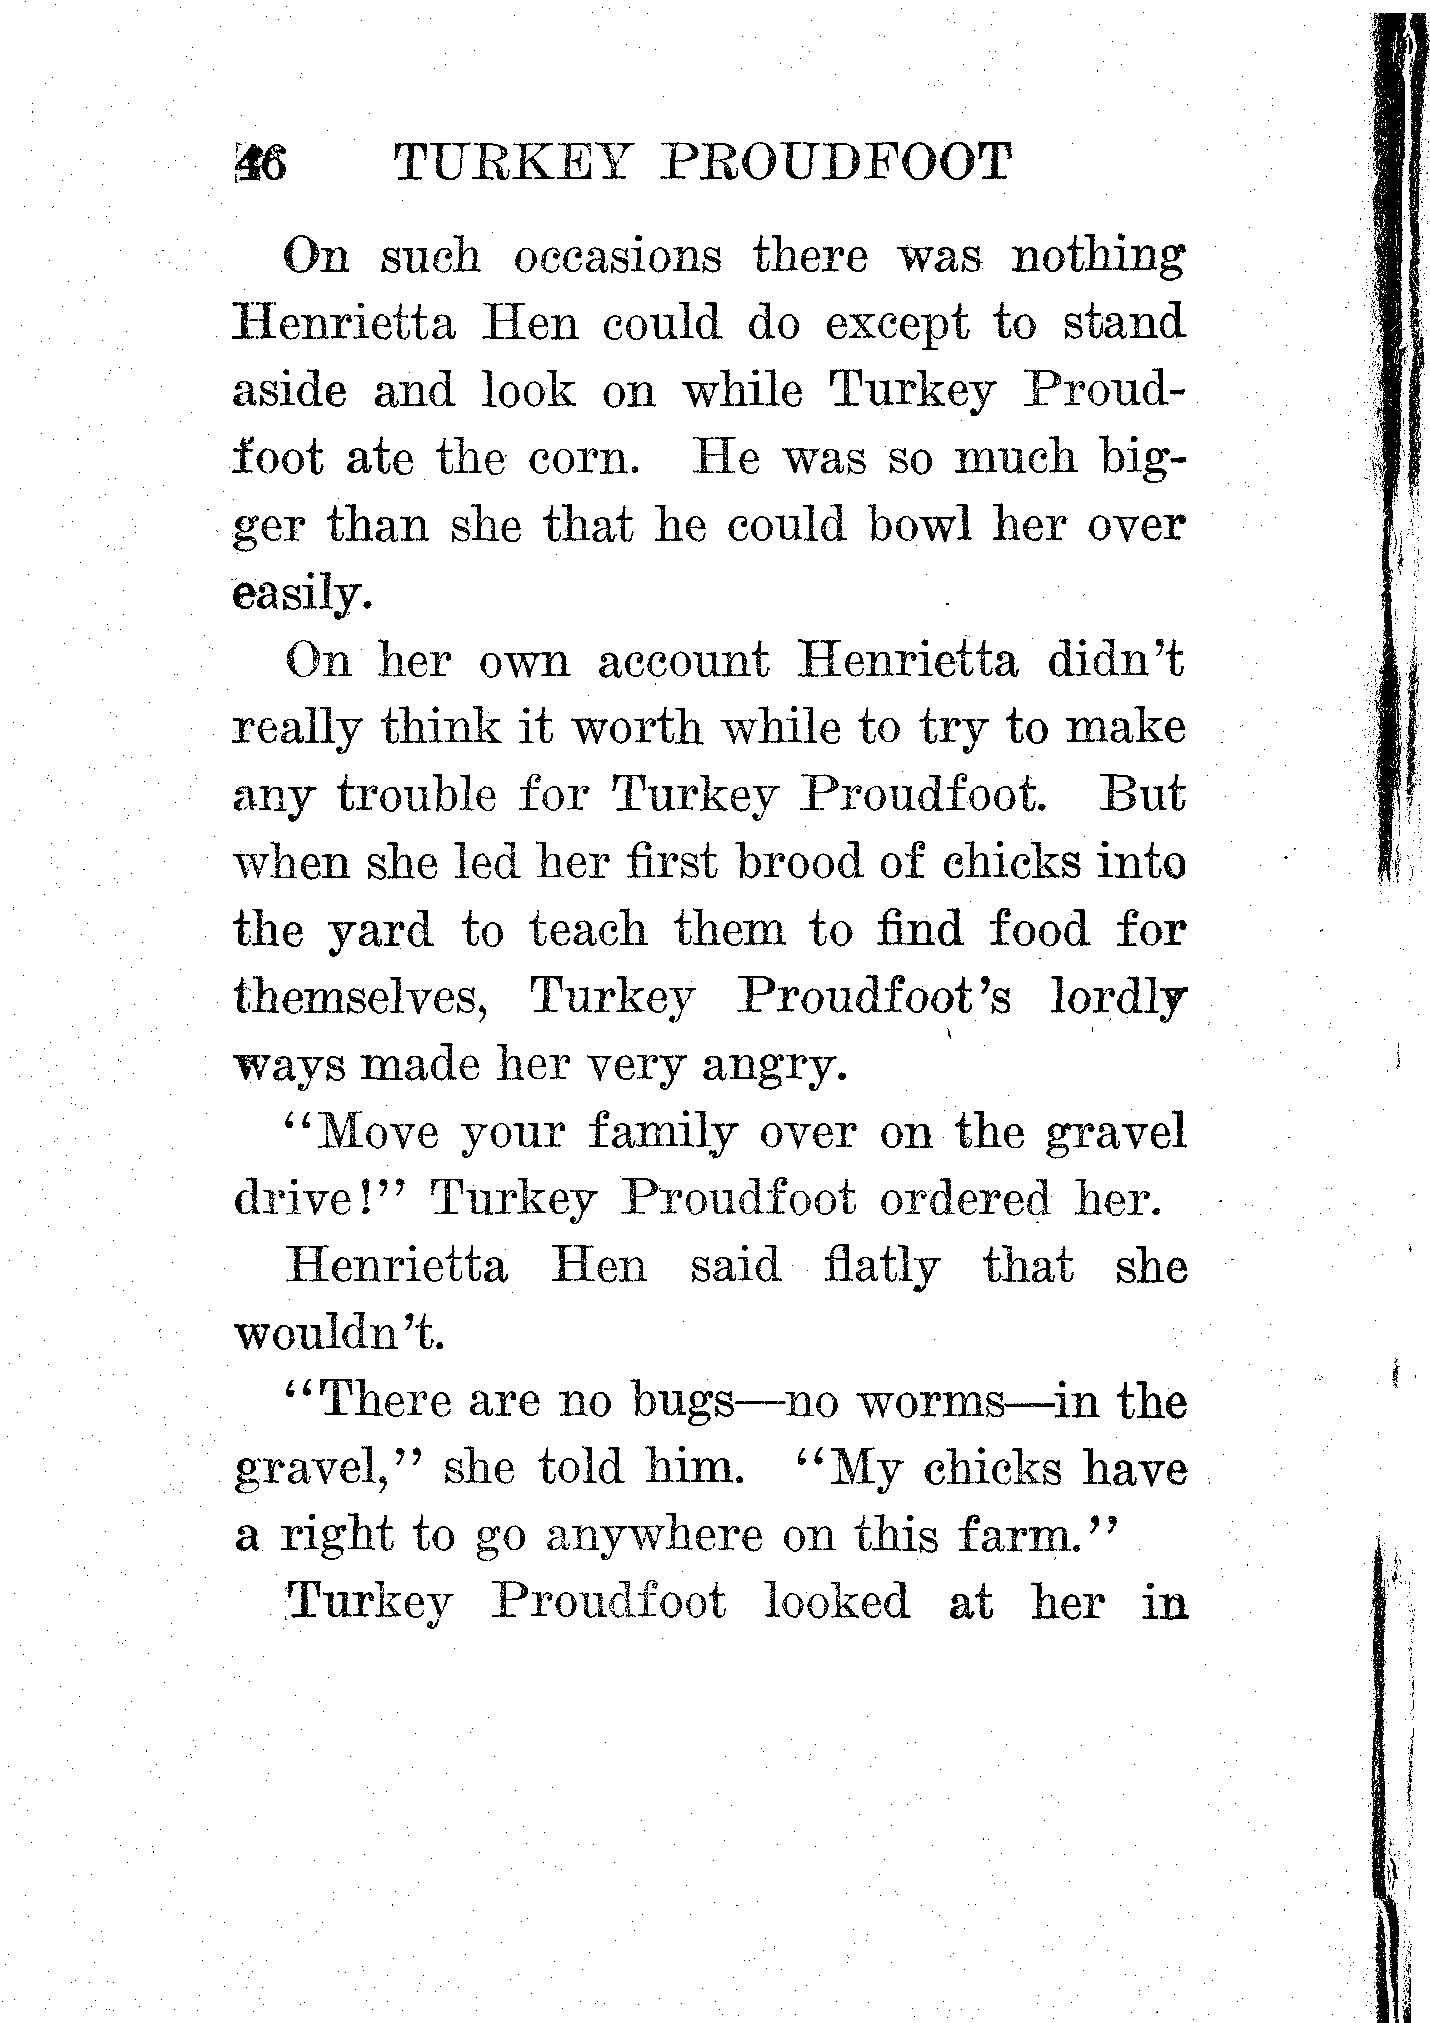 46 TURKEY PROUDFOOT
On such occasions there was nothing
Henrietta Hen could do except to stand
aside and look on while Turkey Proud-
foot ate the corn. He was so much big-
ger than she that he could bowl her over
easily.
On her own account Henrietta didn't
really think it worth while to try to make
any trouble for Turkey Proudfoot. But
when she led her first brood of chicks into
the yard to teach them to find food for
themselves, Turkey Proudfoot's lordly
ways made her very angry.
"Move your family over on the gravel
drive!" Turkey Proudfoot ordered her.
Henrietta Hen said flatly that she
wouldn't.
"There are no bugs—no worms—in the
gravel," she told him. "My chicks have
a right to go anywhere on this farm."
Turkey Proudfoot looked at her in